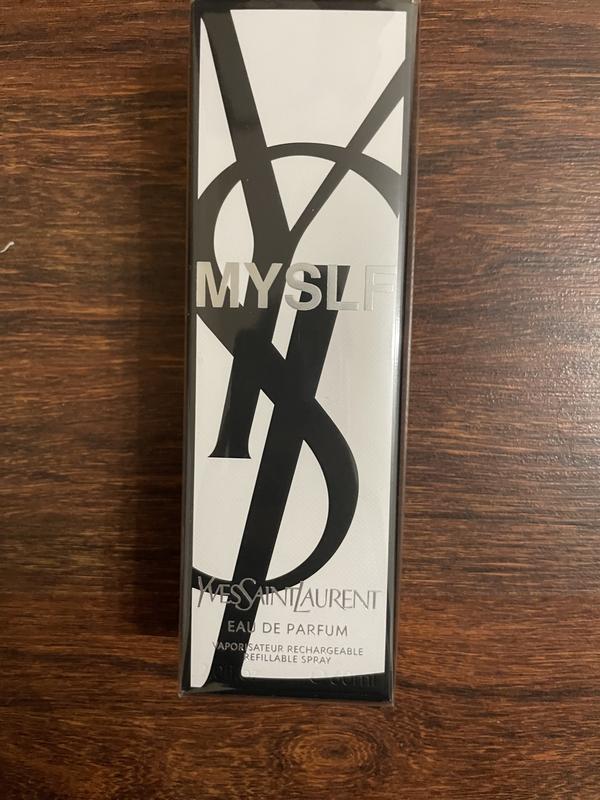 MYSLF
YVESSAINTLAURENT
EAU DE PARFUM
VAPORISATEUR RECHARGEABLE
REFILLABLE SPRAY